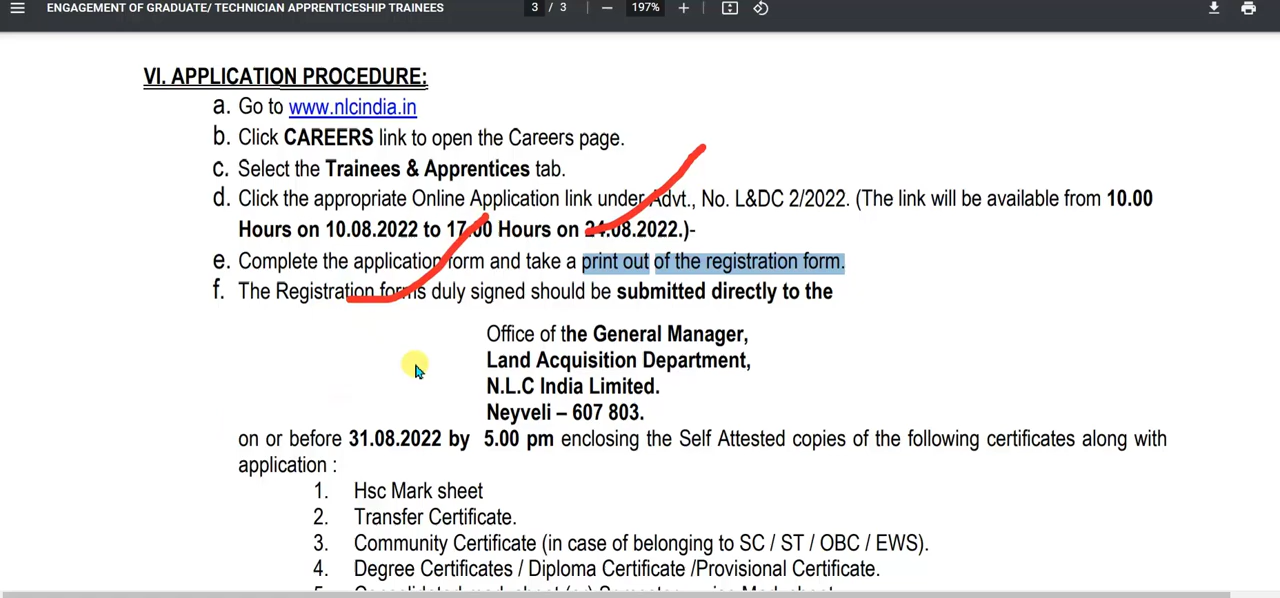 ENGAGEMENT OF GRADUATE/ TECHNICIAN APPRENTICESHIP TRAINEES
3 / 3
197%
VI. APPLICATION PROCEDURE:
a. Go to www.nlcindia.in
b. Click CAREERS link to open the Careers page.
c. Select the Trainees & Apprentices tab.
d. Click the appropriate Online Application link under Advt., No. L&DC 2/2022. (The link will be available from 10.00
Hours on 10.08.2022 to 17.00 Hours on 24.08.2022.)-
e. Complete the application form and take a print out of the registration form.
f. The Registration forms duly signed should be submitted directly to the
Office of the General Manager,
Land Acquisition Department,
N.L.C India Limited.
Neyveli – 607 803.
on or before 31.08.2022 by 5.00 pm enclosing the Self Attested copies of the following certificates along with
application :
1. Hsc Mark sheet
2. Transfer Certificate.
3. Community Certificate (in case of belonging to SC / ST / OBC / EWS).
4. Degree Certificates / Diploma Certificate /Provisional Certificate.